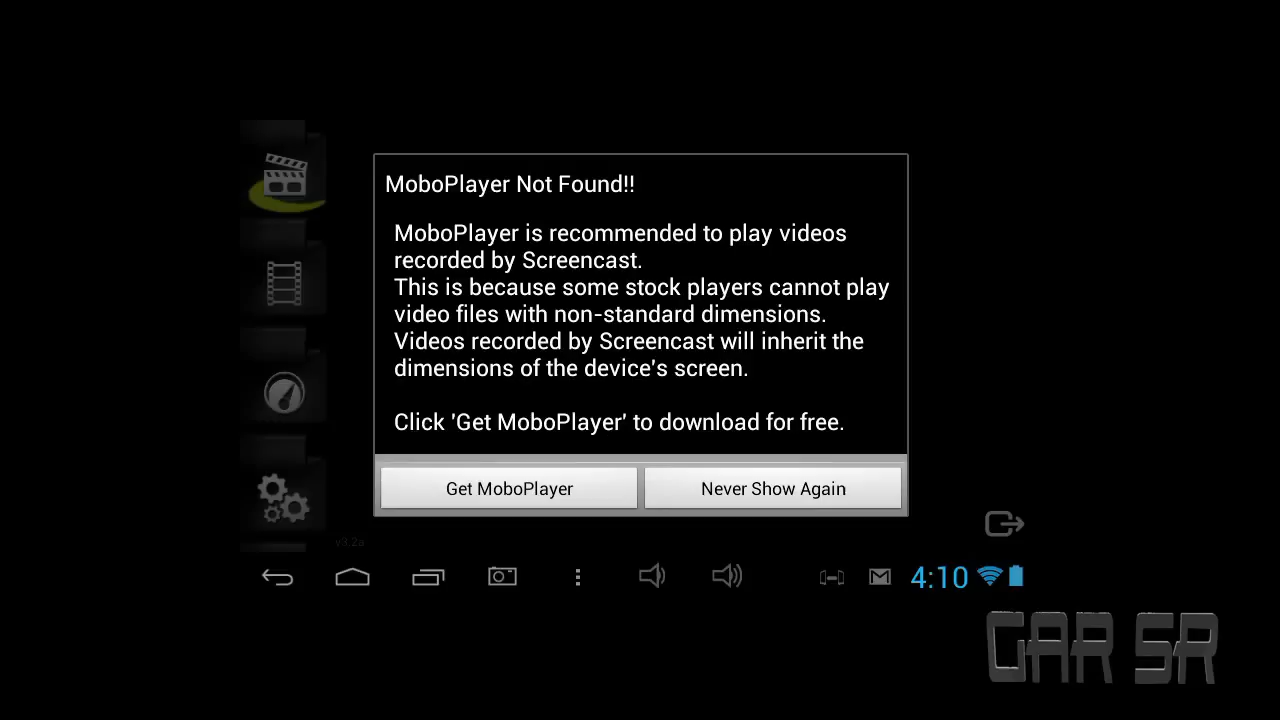 MoboPlayer Not Found!!
MoboPlayer is recommended to play videos
recorded by Screencast.
This is because some stock players cannot play
video files with non-standard dimensions.
Videos recorded by Screencast will inherit the
dimensions of the device's screen.
Click 'Get MoboPlayer' to download for free.
Get MoboPlayer
Never Show Again
v3.2a
4:10
GAR SR